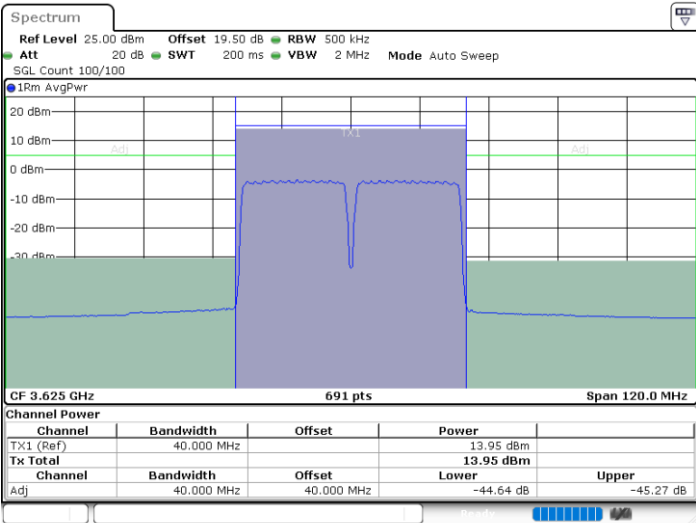 Spectrum
Ref Level 25.00 dBm Offset 19.50 dB RBW 500 kHz
Att 20 dB SWT 200 ms VBW 2 MHz Mode Auto Sweep
SGL Count 100/100
1Rm AvgPwr
20 dBm
TX1
10 dBm
Adj Adj
0 dBm
-10 dBm
-20 dBm
-30 dBm
CF 3.625 GHz 691 pts Span 120.0 MHz
Channel Power
Channel Bandwidth Offset Power
TX1 (Ref) 40.000 MHz 13.95 dBm
Tx Total 13.95 dBm
Channel Bandwidth Offset Lower Upper
Adj 40.000 MHz 40.000 MHz -44.64 dB -45.27 dB
Ready